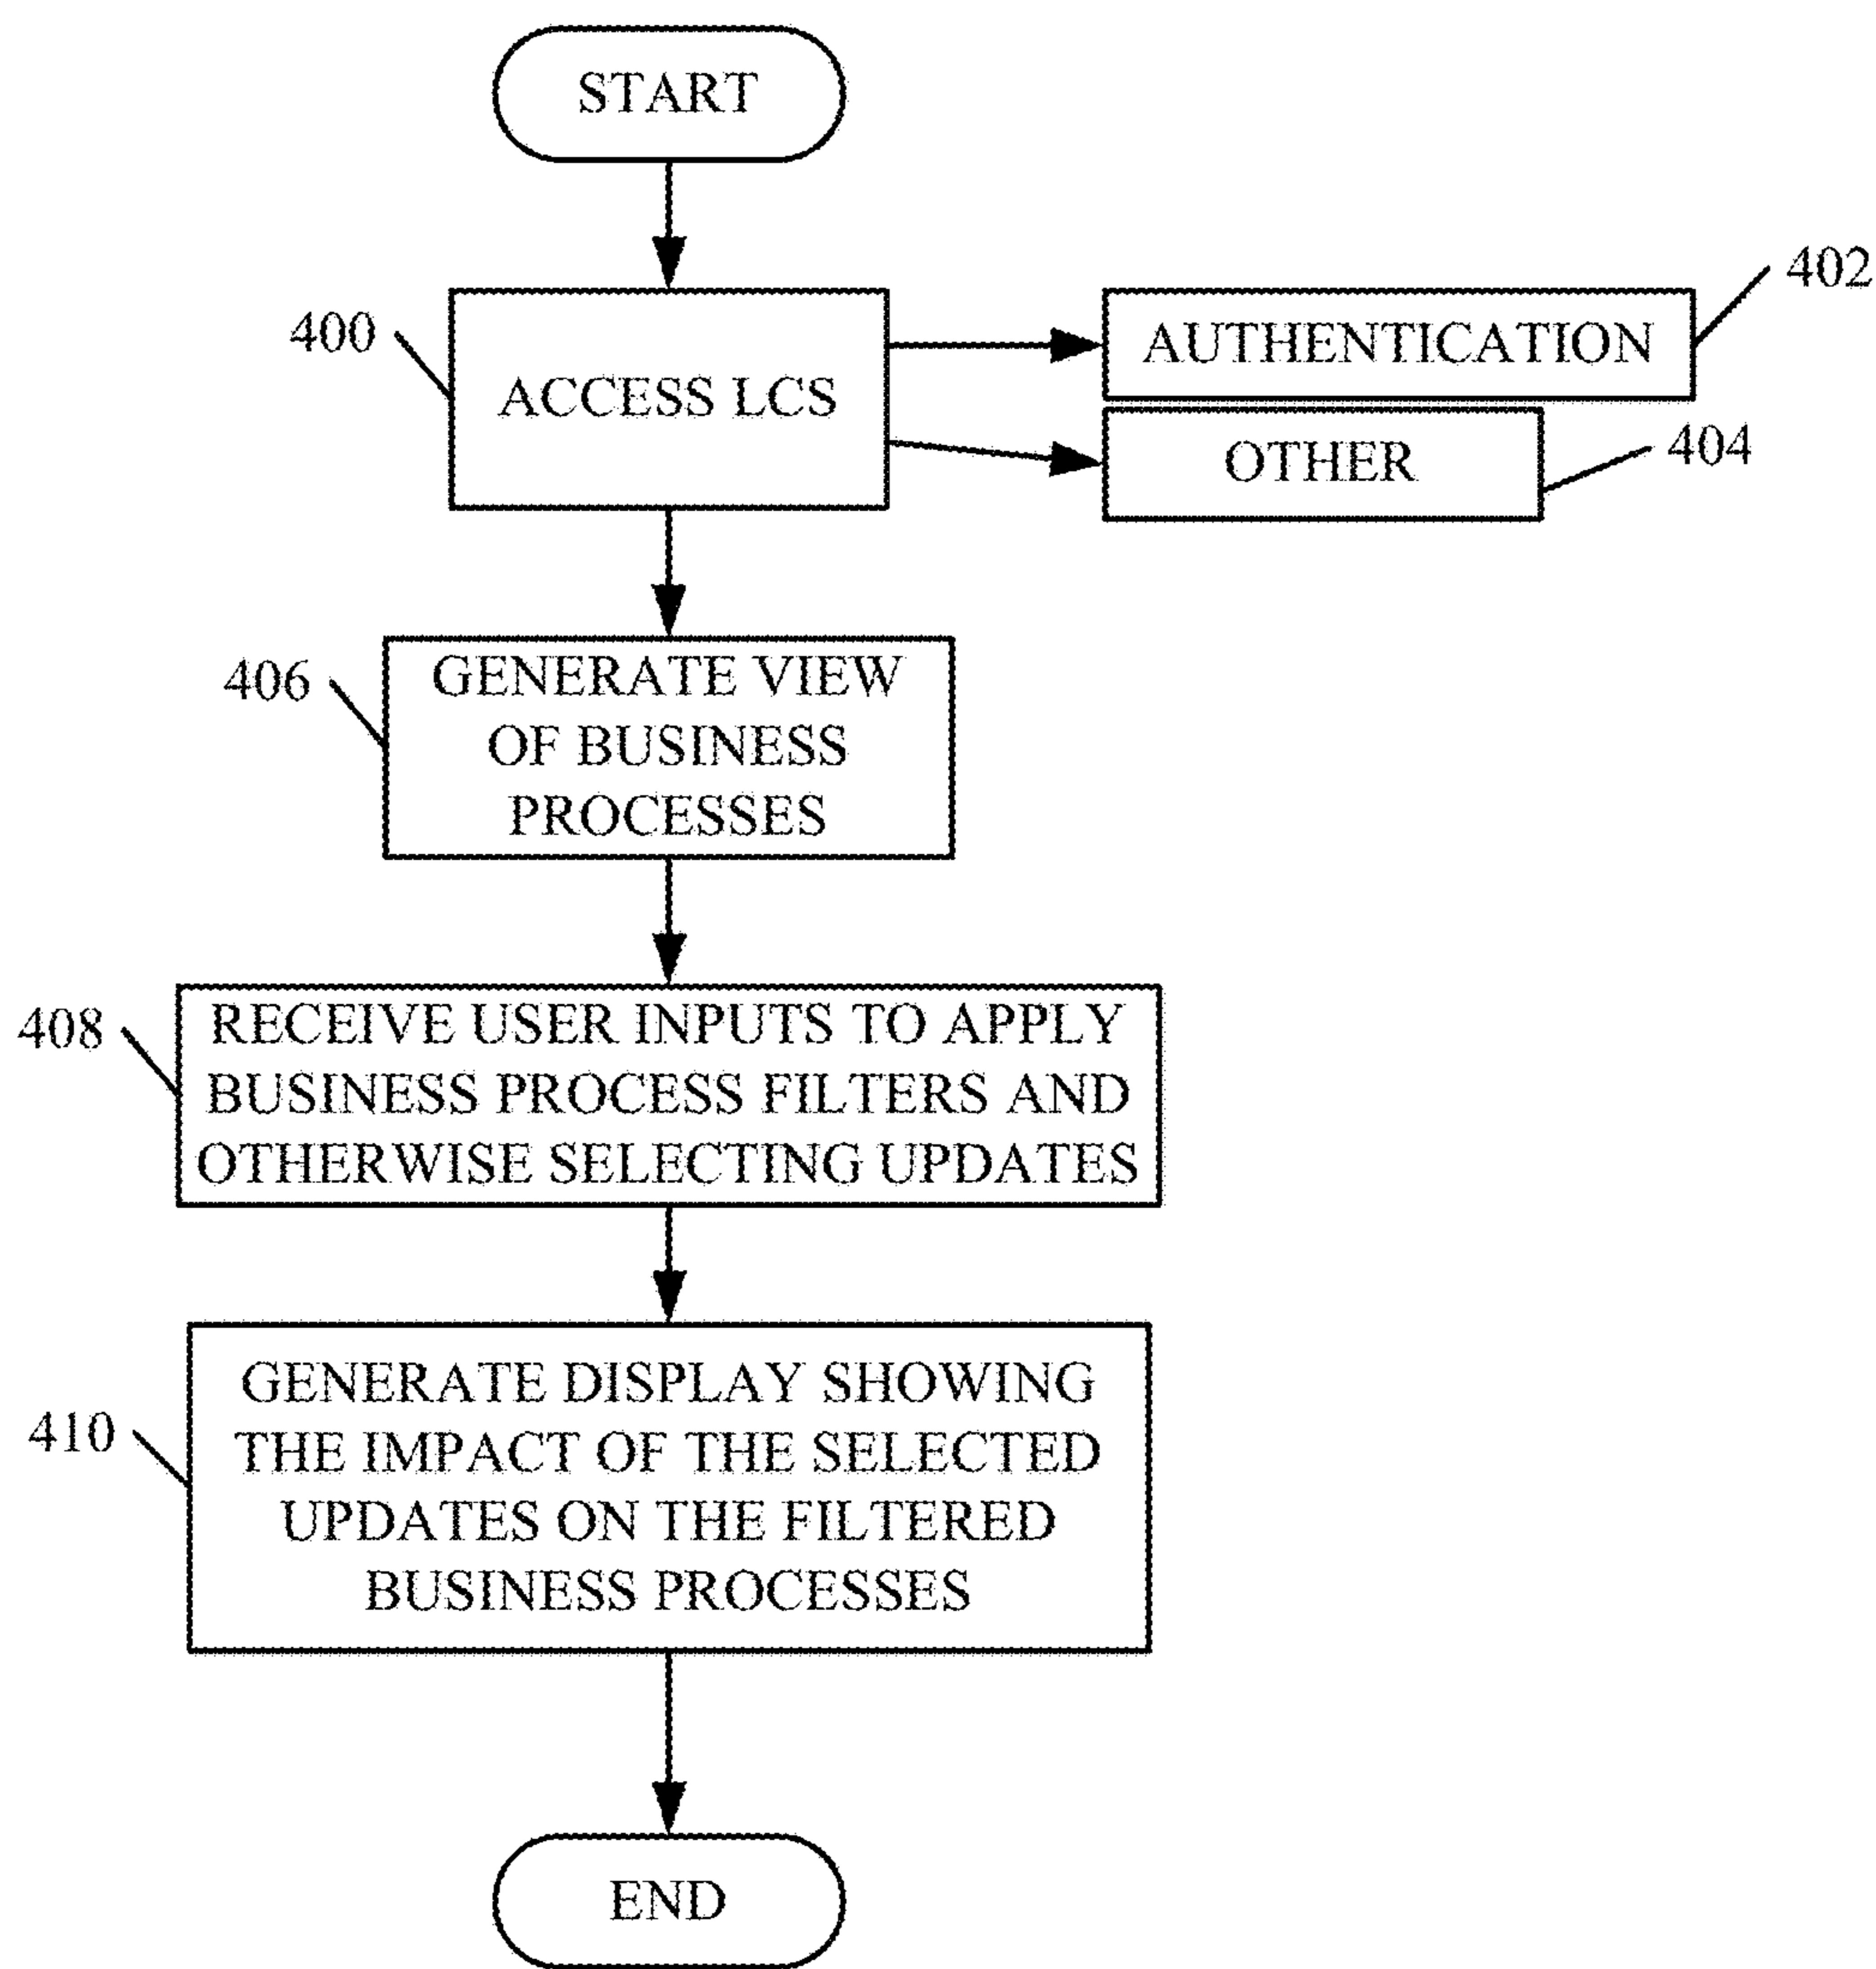 START
400
ACCESS LCS
AUTHENTICATION
402
OTHER
404
406
GENERATE VIEW
OF BUSINESS
PROCESSES
408
RECEIVE USER INPUTS TO APPLY
BUSINESS PROCESS FILTERS AND
OTHERWISE SELECTING UPDATES
410
GENERATE DISPLAY SHOWING
THE IMPACT OF THE SELECTED
UPDATES ON THE FILTERED
BUSINESS PROCESSES
END